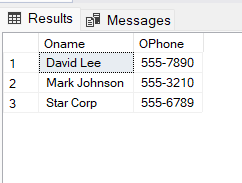 Results Messages
Oname OPhone
1 David Lee 555-7890
2 Mark Johnson 555-3210
3 Star Corp 555-6789